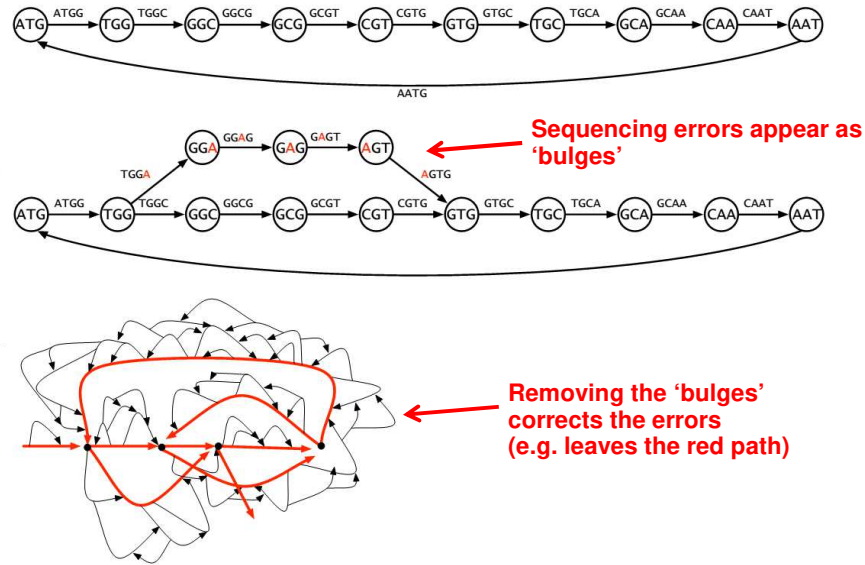 ATGG TGGC GGCG GCGT CGTG GTGC TGCA GCAA CAAT
ATG TGG GGC GCG CGT GTG TGC GCA CAA AAT
AATG
GGAG GAGT
GGA GAG AGT
Sequencing errors appear as
‘bulges’
TGGA AGTG
ATGG TGGC GGCG GCGT CGTG GTGC TGCA GCAA CAAT
ATG TGG GGC GCG CGT GTG TGC GCA CAA AAT
Removing the ‘bulges’
corrects the errors
(e.g. leaves the red path)